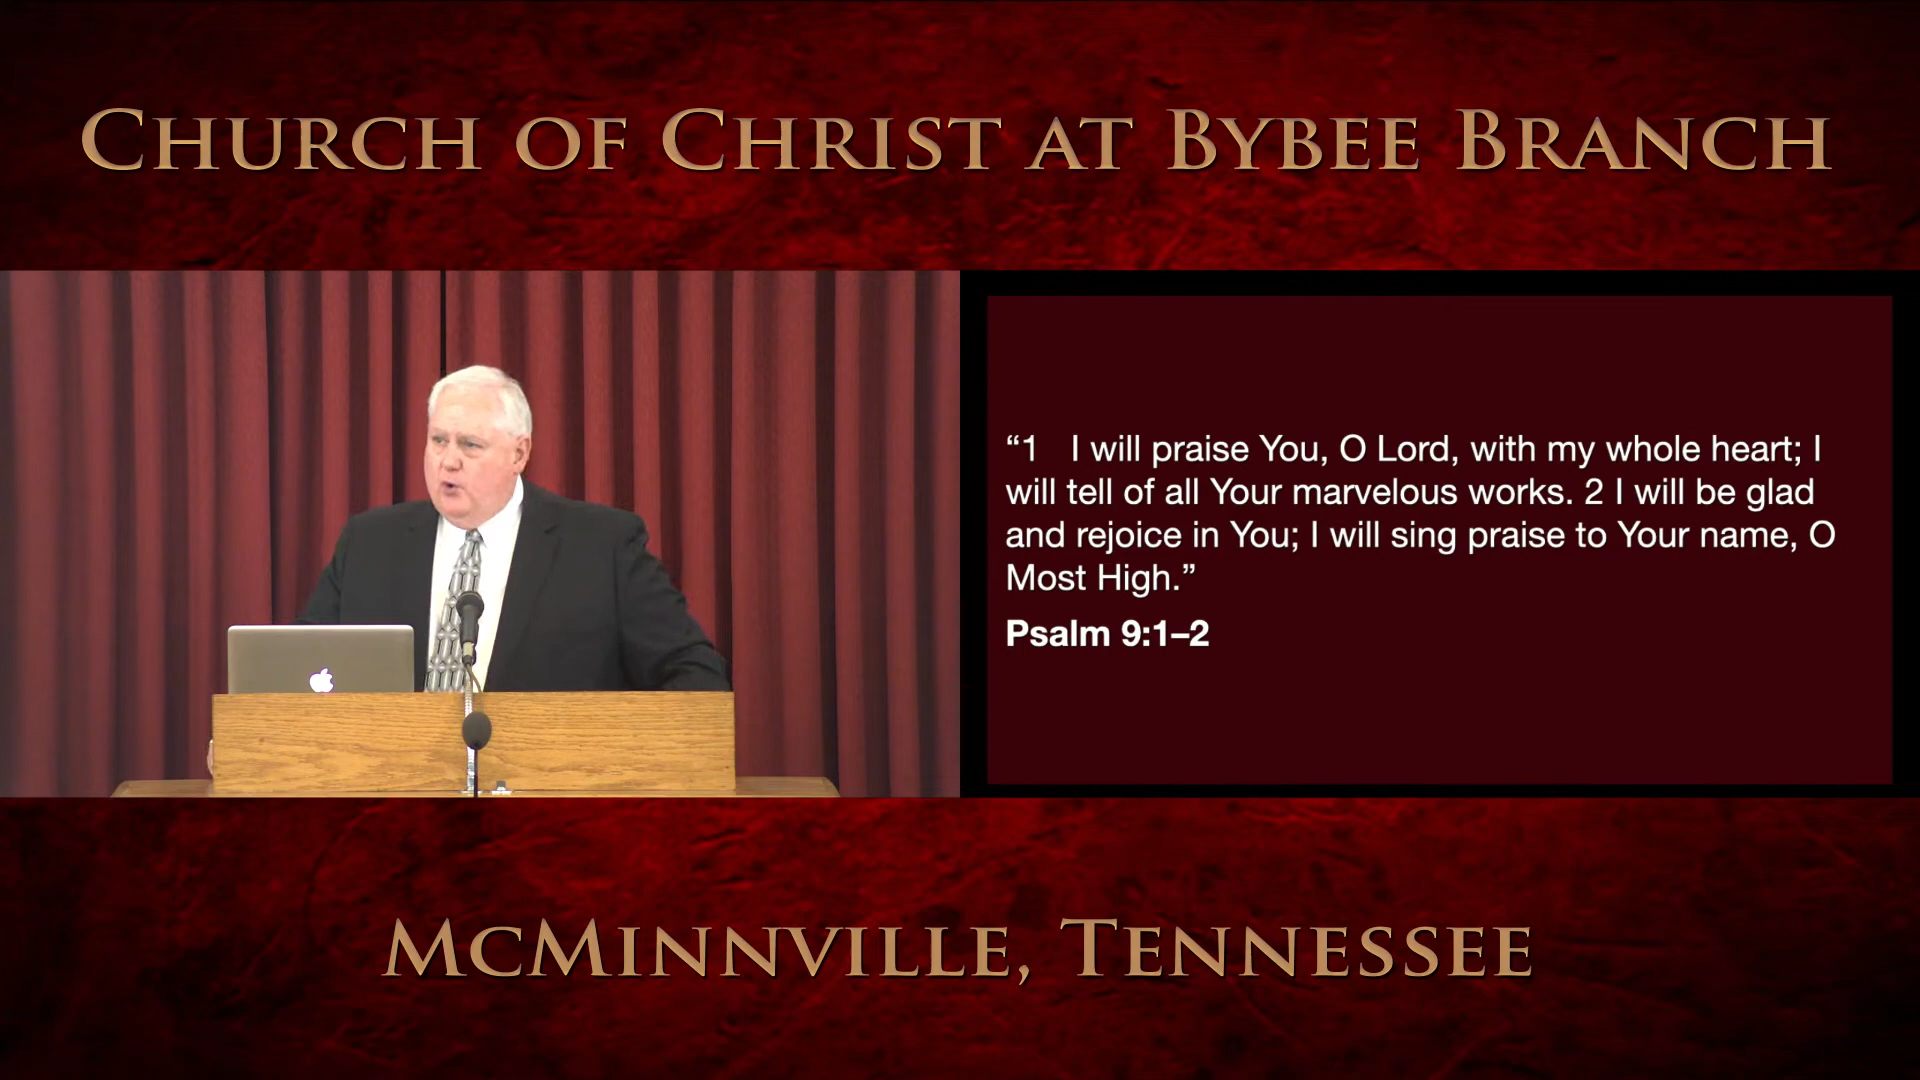 Church of Christ at Bybee Branch
“1 I will praise You, O Lord, with my whole heart; I
will tell of all Your marvelous works. 2 I will be glad
and rejoice in You; I will sing praise to Your name, O
Most High.”
Psalm 9:1–2
McMinnville, Tennessee